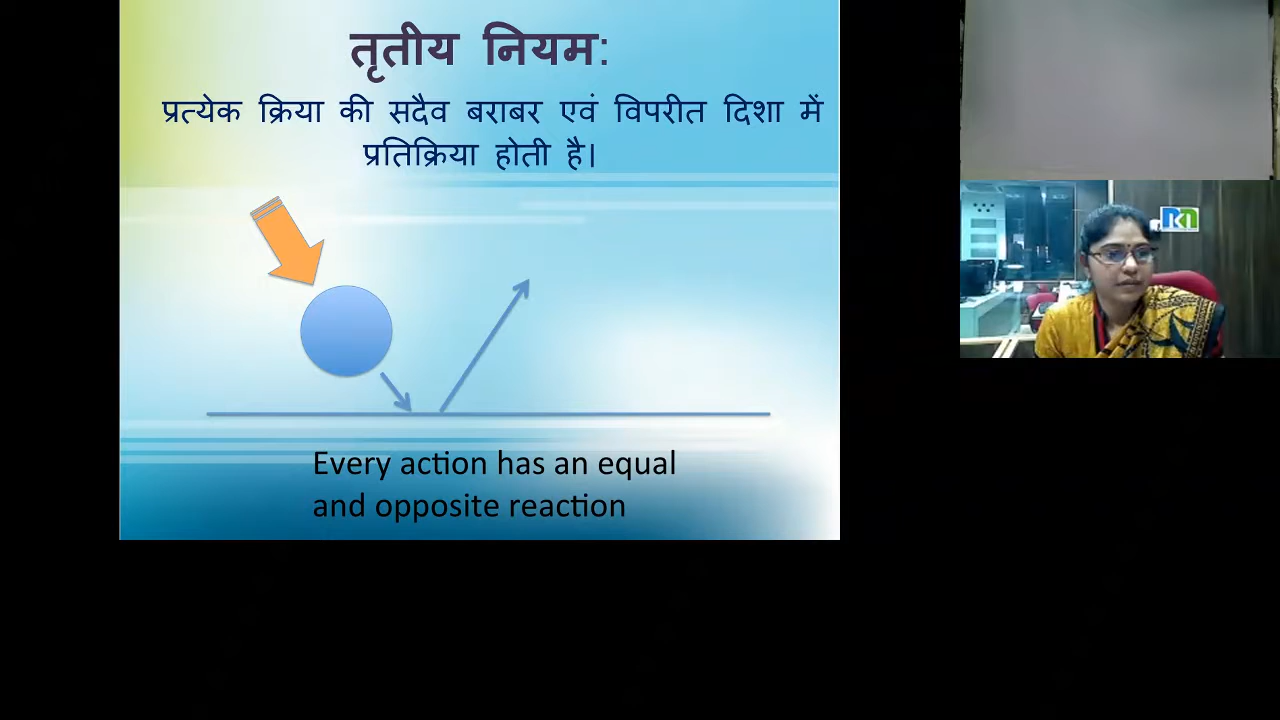 तृतीय नियम:
प्रत्येक क्रिया की सदैव बराबर एवं विपरीत दिशा में
प्रतिक्रिया होती है।
Every action has an equal
and opposite reaction